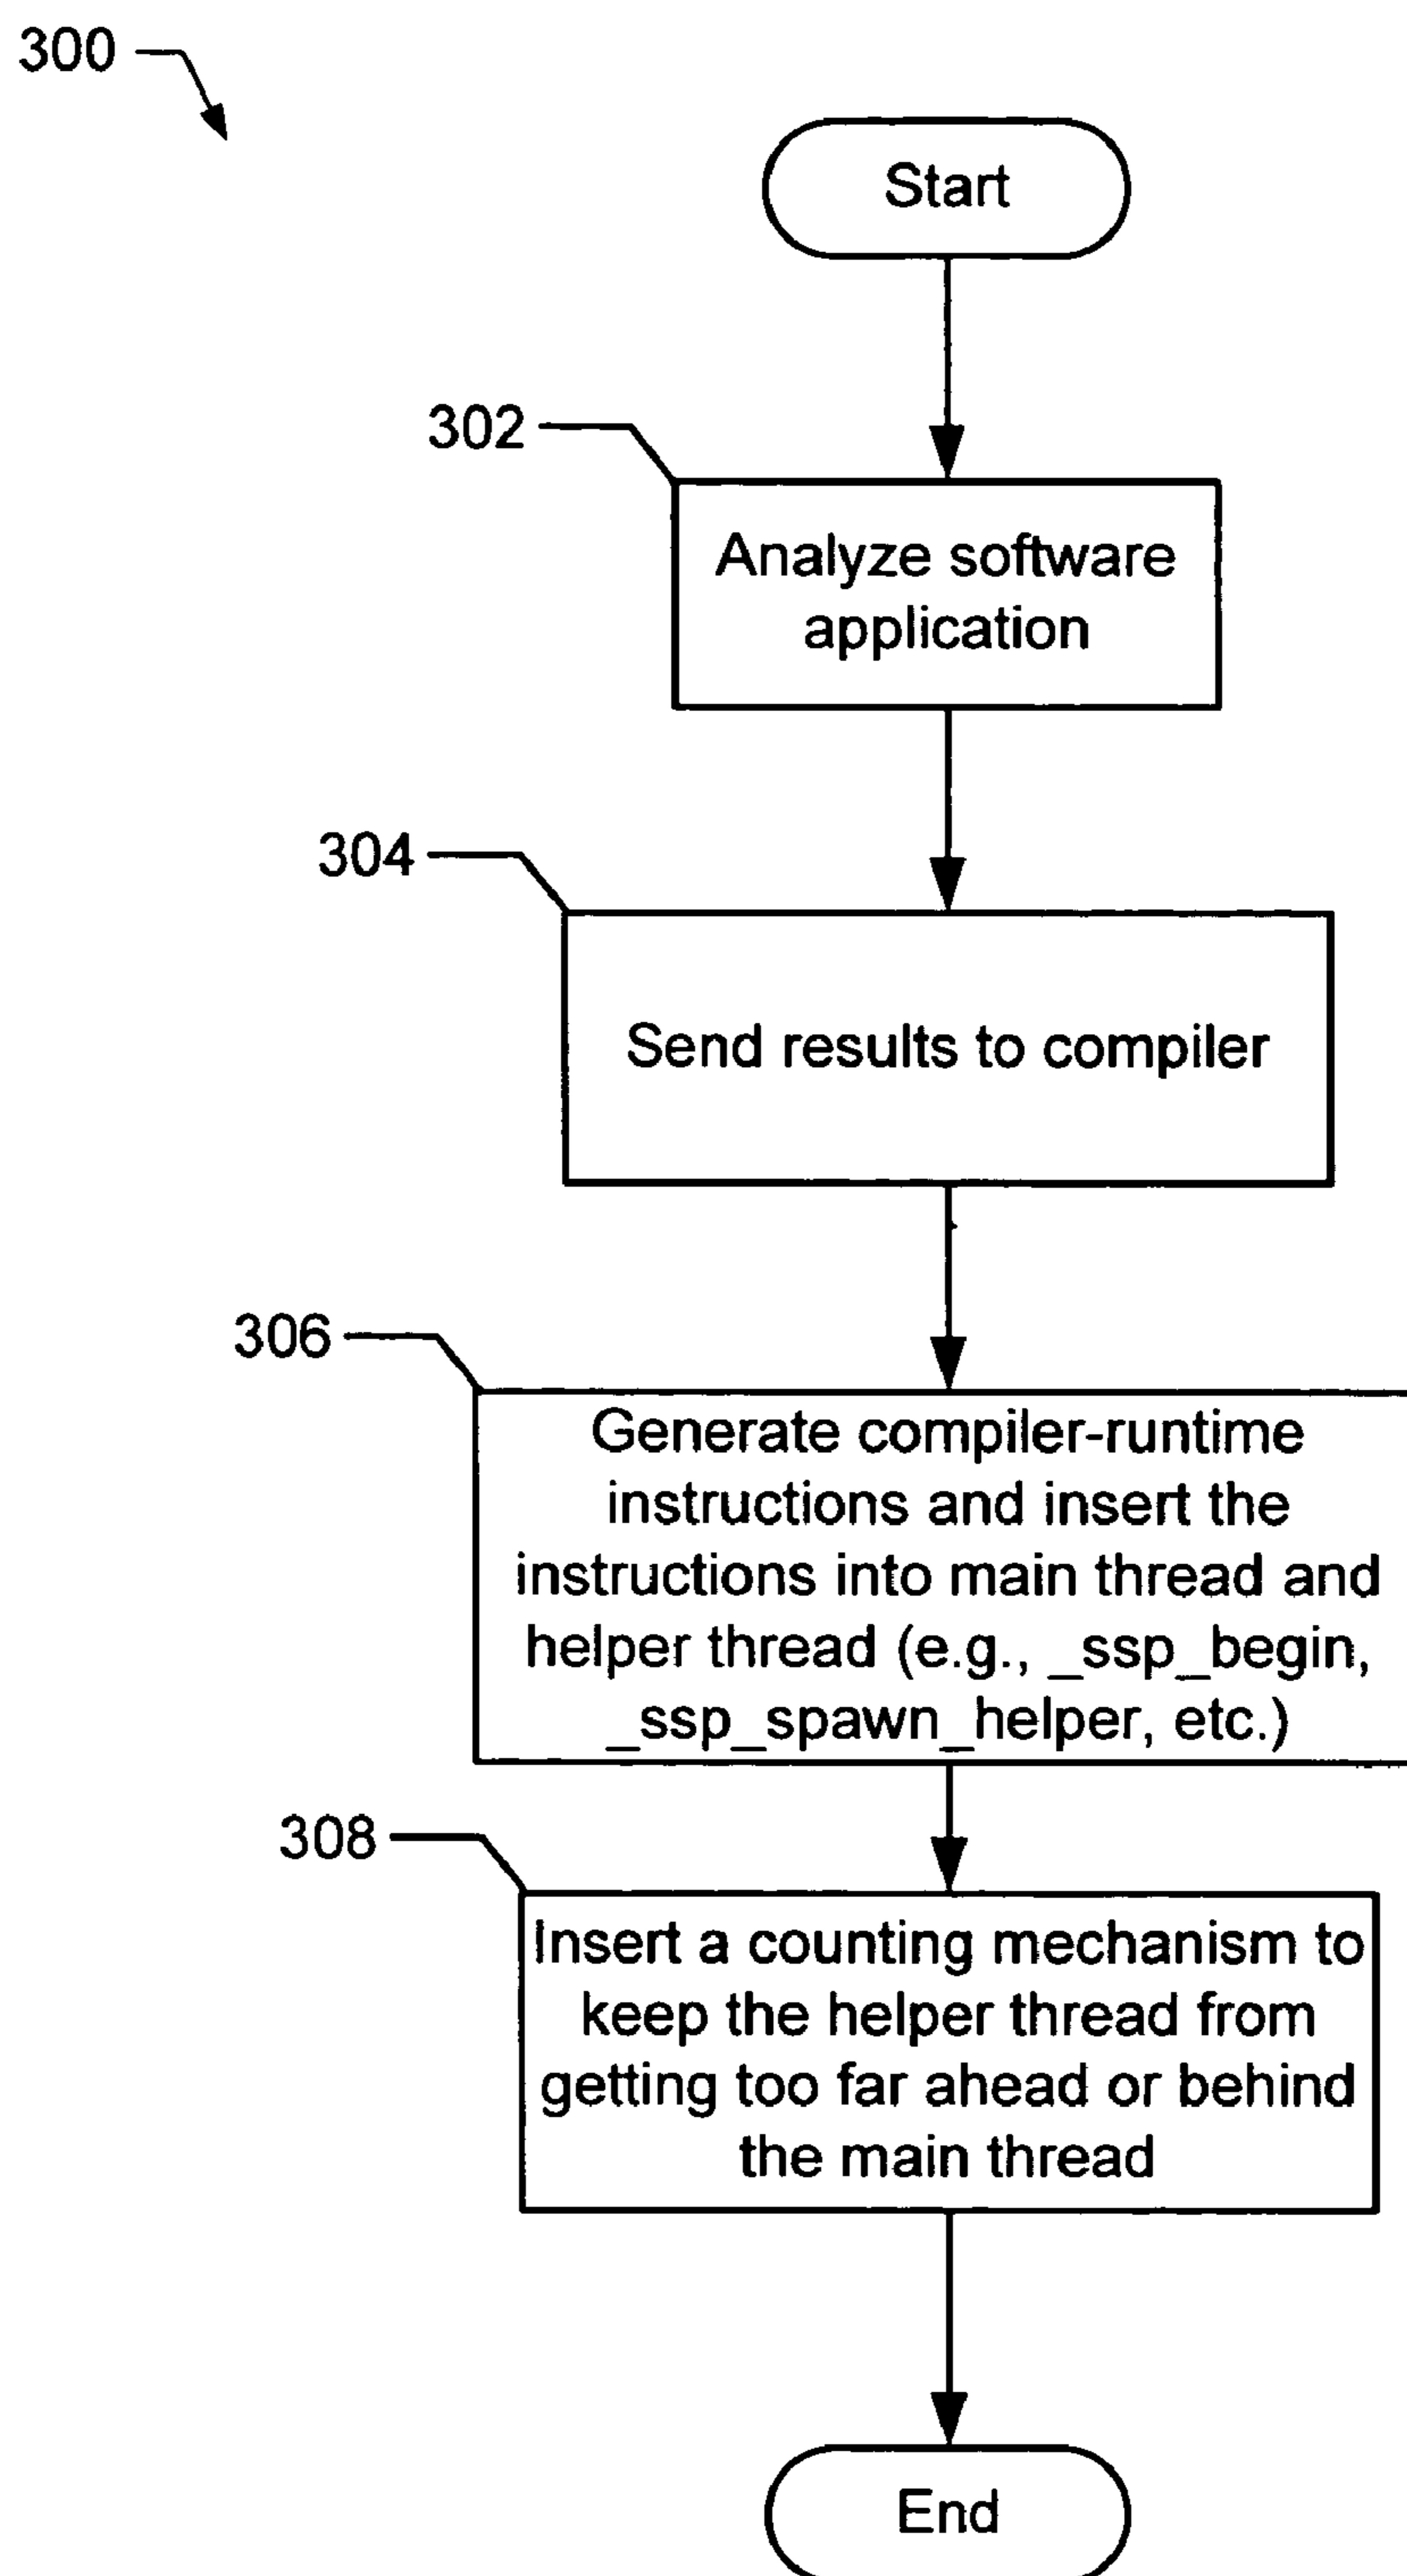 300
Start
302
Analyze software
application
304
Send results to compiler
306
Generate compiler-runtime
instructions and insert the
instructions into main thread and
helper thread (e.g., _ssp_begin,
_ssp_spawn_helper, etc.)
308
Insert a counting mechanism to
keep the helper thread from
getting too far ahead or behind
the main thread
End